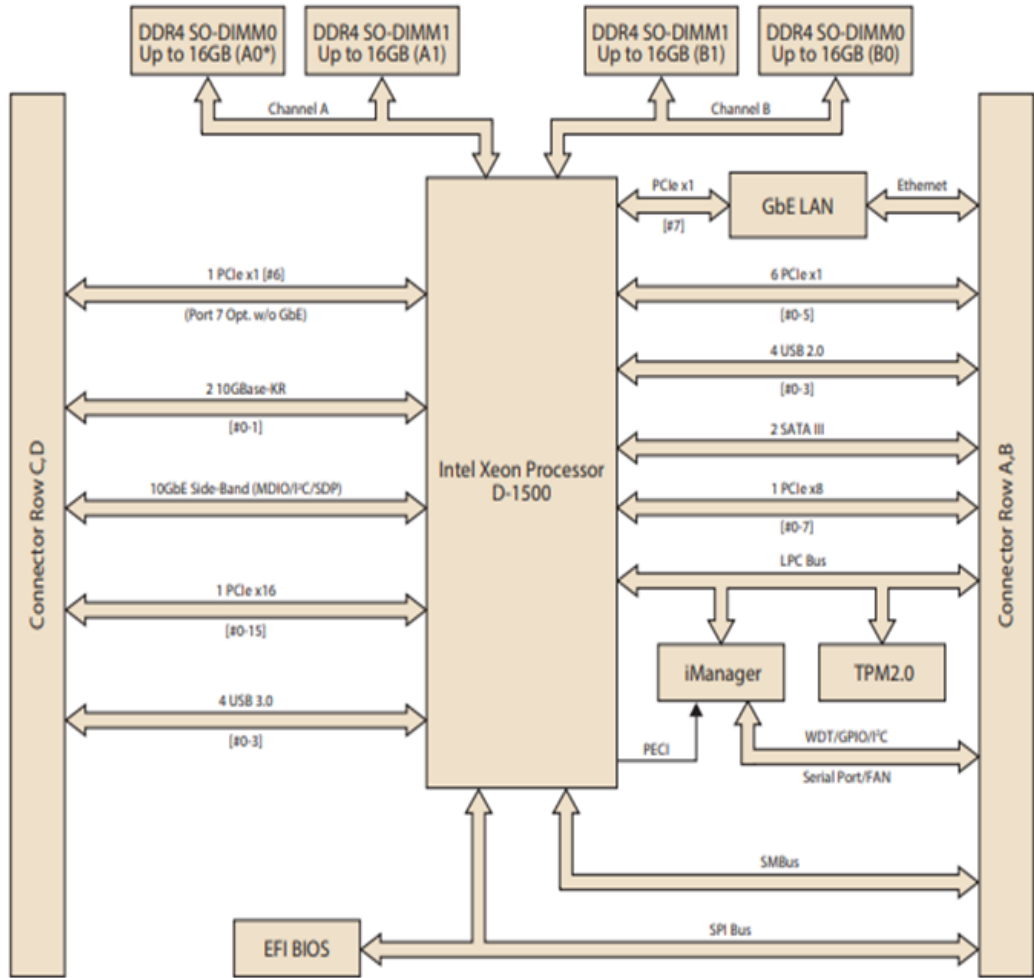 DDR4 SO-DIMM0
Up to 16GB (A0*)
DDR4 SO-DIMM1
Up to 16GB (A1)
DDR4 SO-DIMM1
Up to 16GB (B1)
DDR4 SO-DIMM0
Up to 16GB (B0)
Channel A
Channel B
Connector Row C,D
Connector Row A,B
Intel Xeon Processor
D-1500
PCIe x1
[#7]
GbE LAN
Ethernet
1 PCIe x1 [#6]
(Port 7 Opt. w/o GbE)
6 PCIe x1
[#0-5]
4 USB 2.0
[#0-3]
2 10GBase-KR
[#0-1]
2 SATA III
10GbE Side-Band (MDIO/I²C/SDP)
1 PCIe x8
[#0-7]
LPC Bus
1 PCIe x16
[#0-15]
iManager
TPM2.0
4 USB 3.0
[#0-3]
PECI
WDT/GPIO/I²C
Serial Port/FAN
SMBus
EFI BIOS
SPI Bus